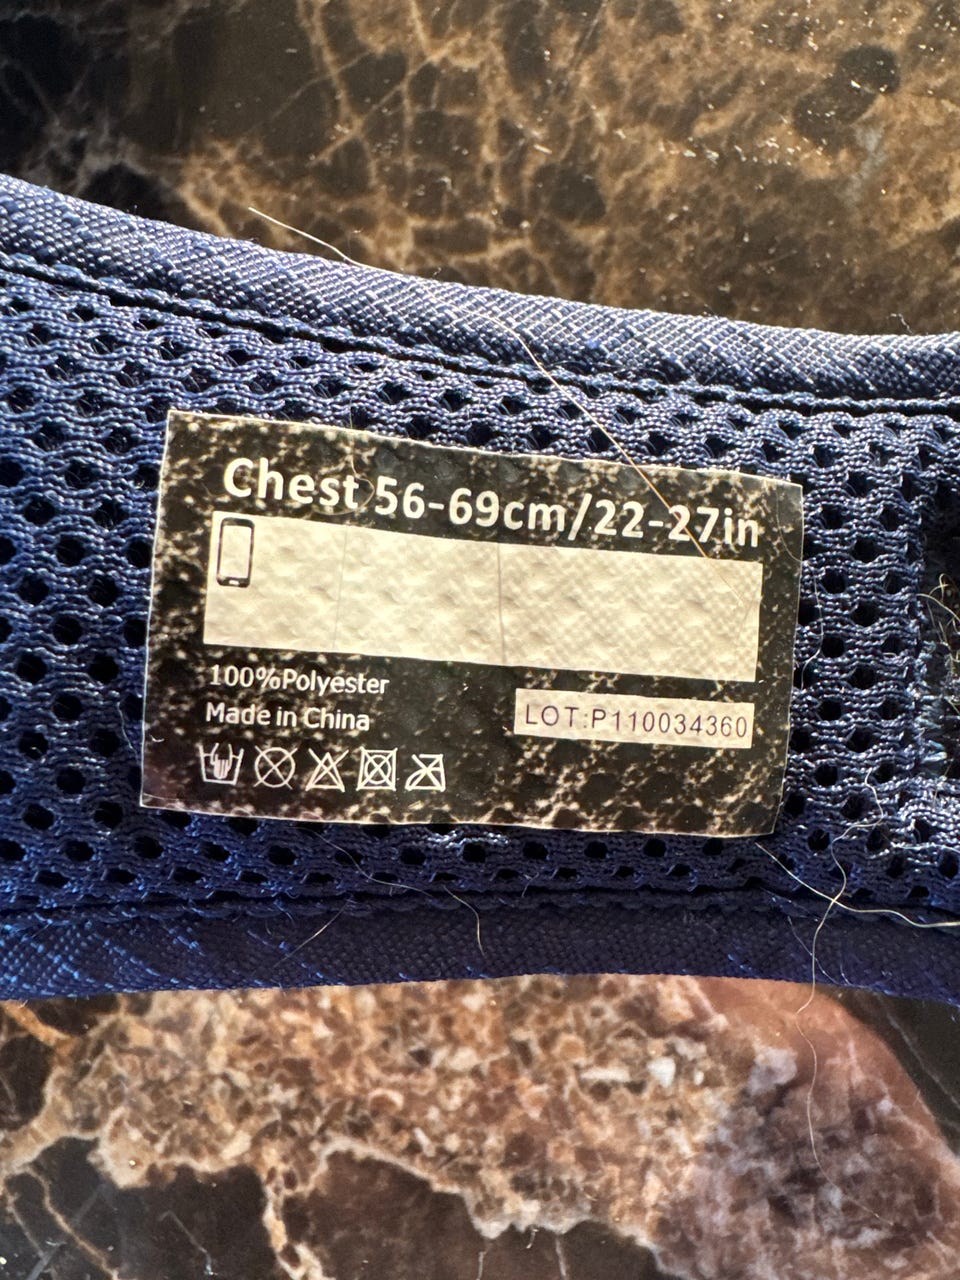 Chest 56-69cm/22-27in
100%Polyester
Made in China
LOT:P110034360